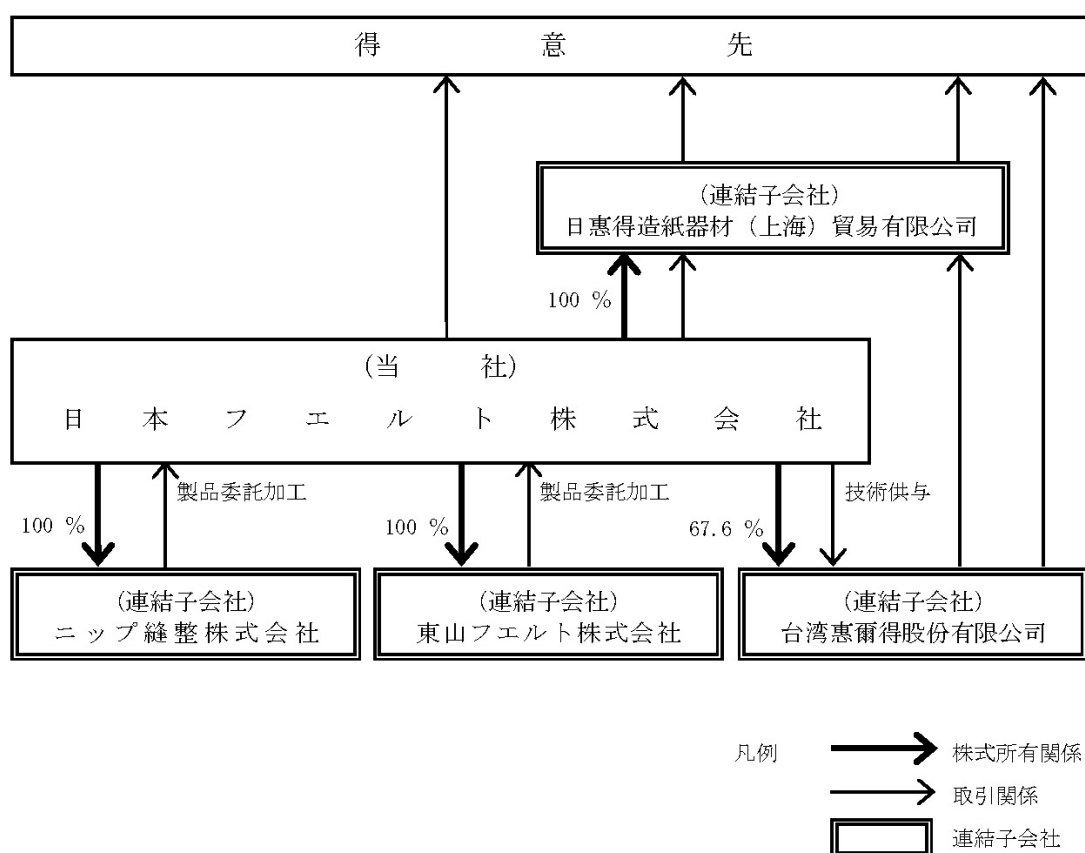 得意先
(連結子会社)
日惠得造紙器材（上海）貿易有限公司
100 %
(当社)
日本フエルト株式会社
製品委託加工
製品委託加工
技術供与
100 %
100 %
67.6 %
(連結子会社)
ニップ縫整株式会社
(連結子会社)
東山フエルト株式会社
(連結子会社)
台湾惠爾得股份有限公司
凡例
株式所有関係
取引関係
連結子会社